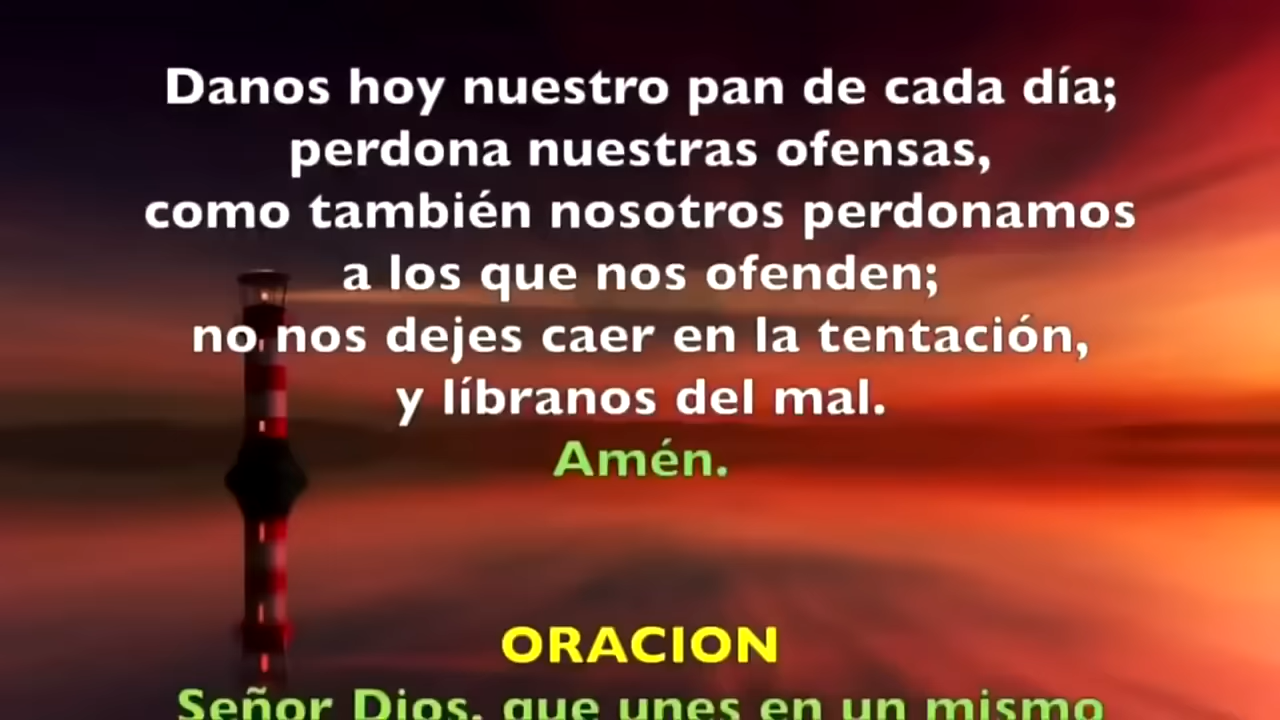 Danos hoy nuestro pan de cada día;
perdona nuestras ofensas,
como también nosotros perdonamos
a los que nos ofenden;
no nos dejes caer en la tentación,
y líbranos del mal.
Amén.
ORACION
Señor Dios, que unes en un mismo